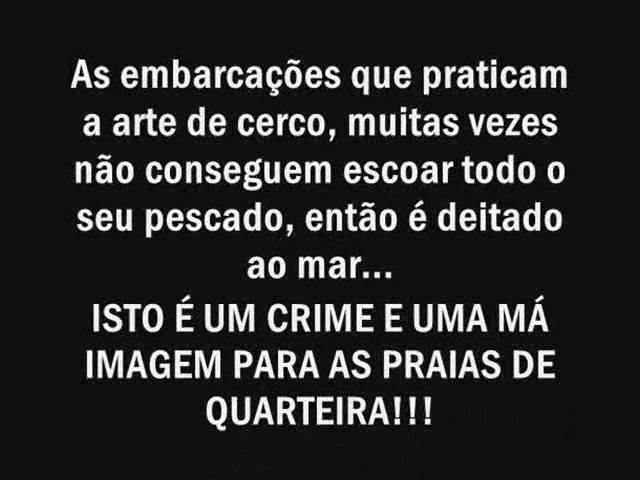 As embarcações que praticam
a arte de cerco, muitas vezes
não conseguem escoar todo o
seu pescado, então é deitado
ao mar...
ISTO É UM CRIME E UMA MÁ
IMAGEM PARA AS PRAIAS DE
QUARTEIRA!!!